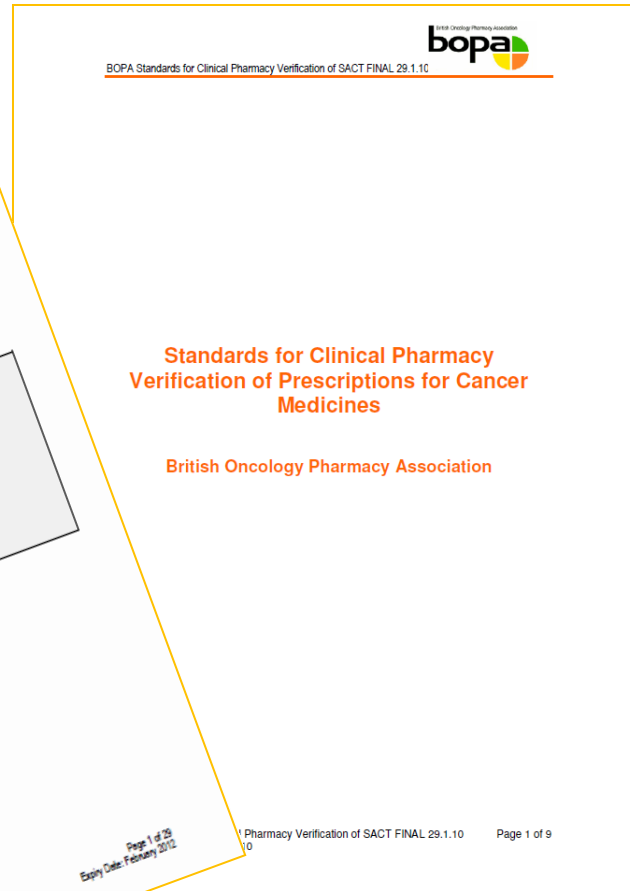 British Oncology Pharmacy Association
bopa
BOPA Standards for Clinical Pharmacy Verification of SACT FINAL 29.1.10
Standards for Clinical Pharmacy
Verification of Prescriptions for Cancer
Medicines
British Oncology Pharmacy Association
Pharmacy Verification of SACT FINAL 29.1.10 Page 1 of 9
10
Page 1 of 29
Expiry Date: February 2012